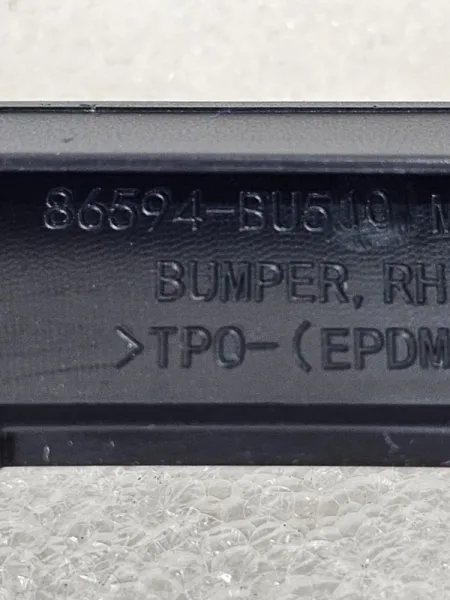 86594-BU500 M
BUMPER, RH
>TPO-(EPDM